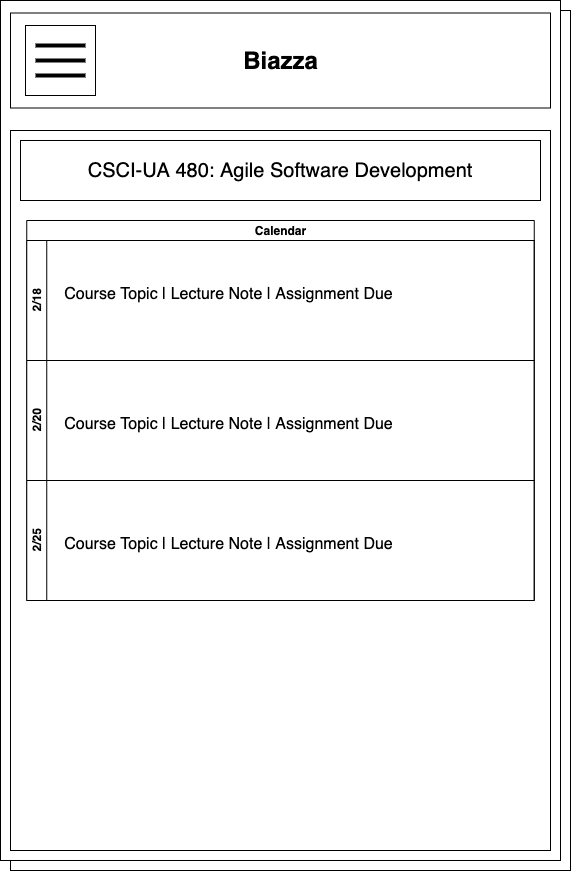 Biazza
CSCI-UA 480: Agile Software Development
Calendar
2/18
Course Topic | Lecture Note | Assignment Due
2/20
Course Topic | Lecture Note | Assignment Due
2/25
Course Topic | Lecture Note | Assignment Due